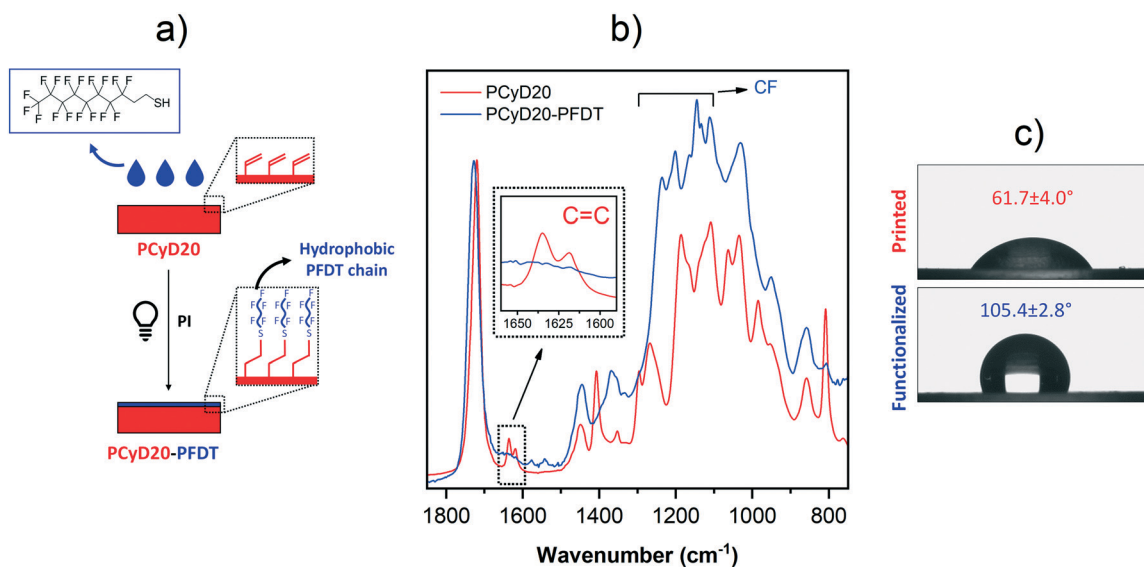 a)
F F F F F F F F
F
F
F
F F F F F F F F
SH
PCyD20
Hydrophobic
PFDT chain
PI
F F F
F F F
F F F
F F F
S S S
PCyD20-PFDT
b)
PCyD20
PCyD20-PFDT
CF
C=C
1650 1625 1600
1800 1600 1400 1200 1000 800
Wavenumber (cm⁻¹)
c)
Printed
61.7±4.0°
Functionalized
105.4±2.8°